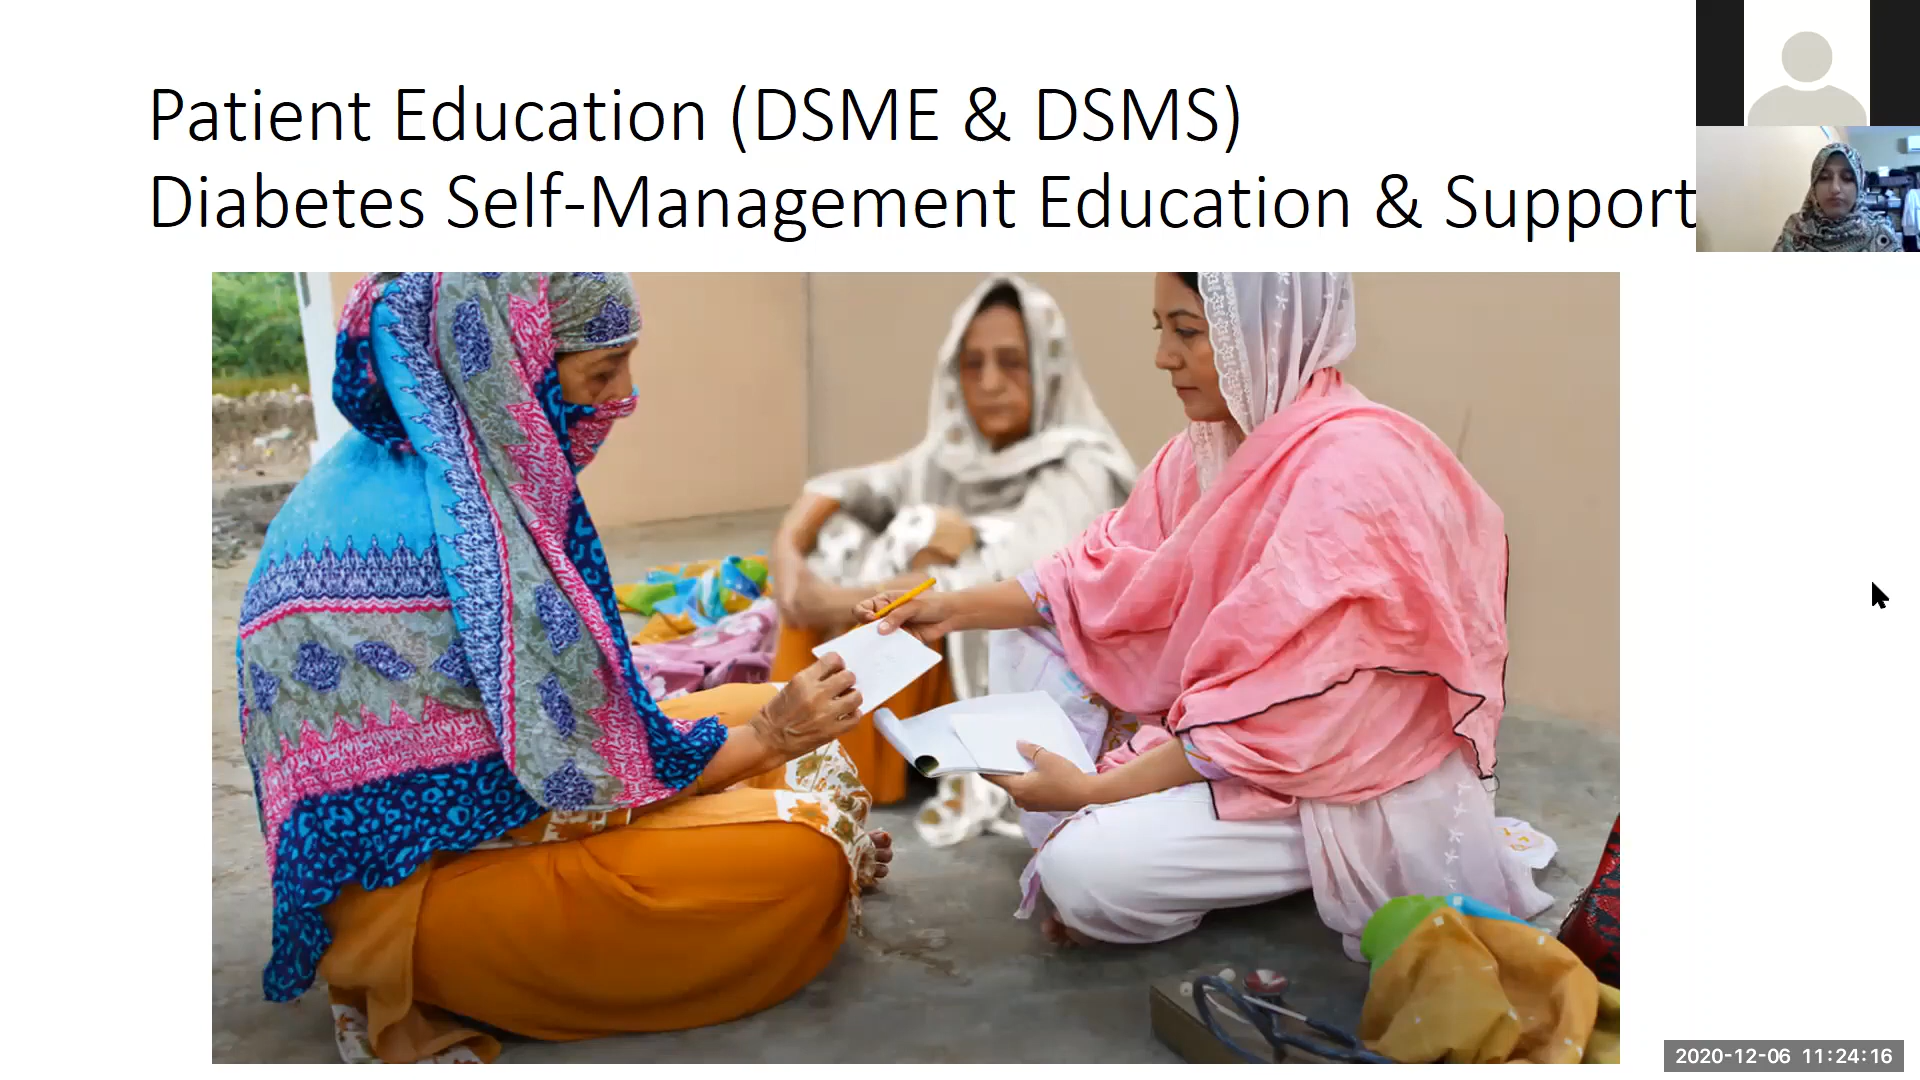 Patient Education (DSME & DSMS)
Diabetes Self-Management Education & Support
2020-12-06 11:24:16